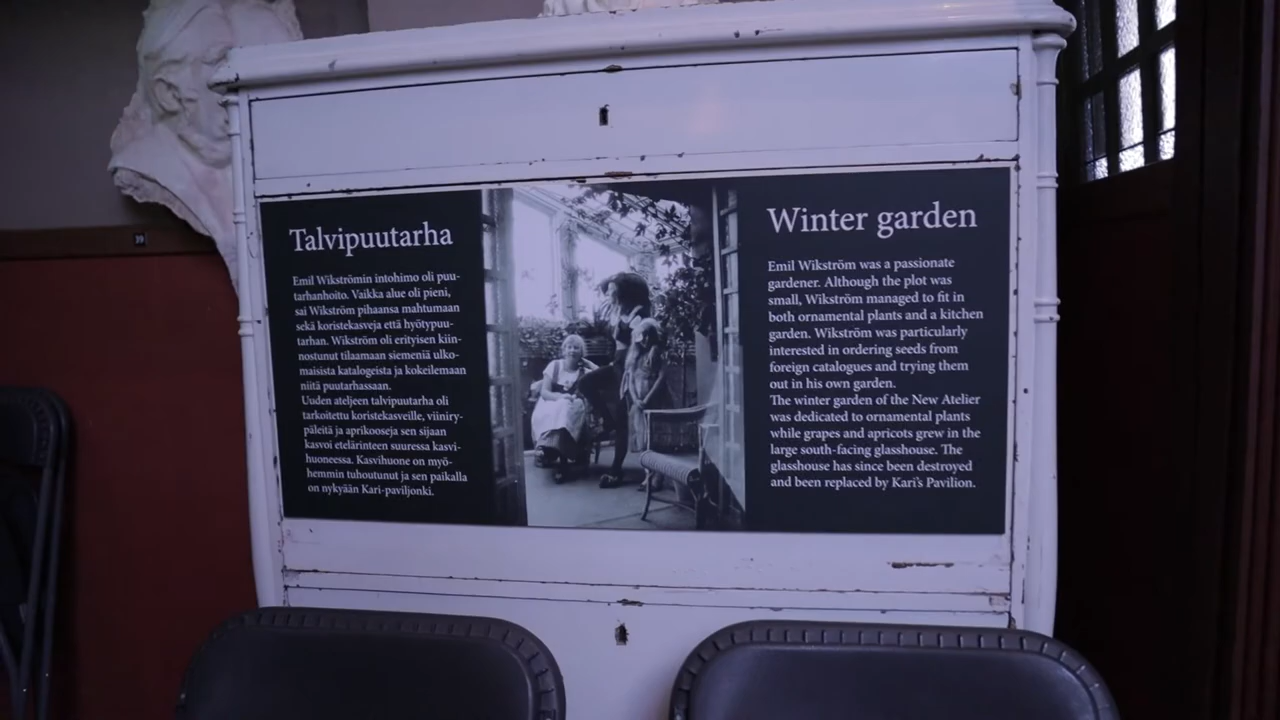 Talvipuutarha
Emil Wikströmin intohimo oli puu-
tarhanhoito. Vaikka alue oli pieni,
sai Wikström pihaansa mahtumaan
sekä koristekasveja että hyötypuu-
tarhan. Wikström oli erityisen kiin-
nostunut tilaamaan siemeniä ulko-
maisista katalogeista ja kokeilemaan
niitä puutarhassaan.
Uuden ateljeen talvipuutarha oli
tarkoitettu koristekasveille, viiniry-
päleitä ja aprikooseja sen sijaan
kasvoi etelärinteen suuressa kasvi-
huoneessa. Kasvihuone on myö-
hemmin tuhoutunut ja sen paikalla
on nykyään Kari-paviljonki.
Winter garden
Emil Wikström was a passionate
gardener. Although the plot was
small, Wikström managed to fit in
both ornamental plants and a kitchen
garden. Wikström was particularly
interested in ordering seeds from
foreign catalogues and trying them
out in his own garden.
The winter garden of the New Atelier
was dedicated to ornamental plants
while grapes and apricots grew in the
large south-facing glasshouse. The
glasshouse has since been destroyed
and been replaced by Kari's Pavilion.